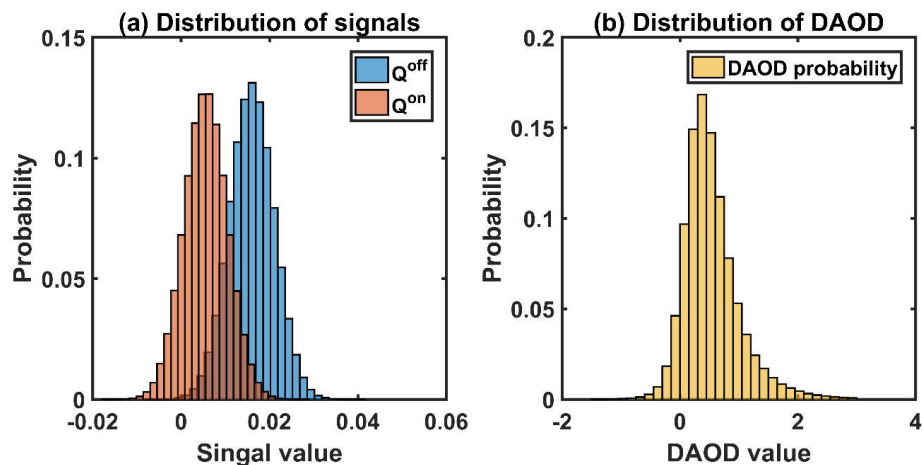 (a) Distribution of signals
0.15
0.1
0.05
0
Probability
-0.02
0
0.02
0.04
0.06
Singal value
Q^off
Q^on
(b) Distribution of DAOD
0.2
0.15
0.1
0.05
0
Probability
-2
0
2
4
DAOD value
DAOD probability